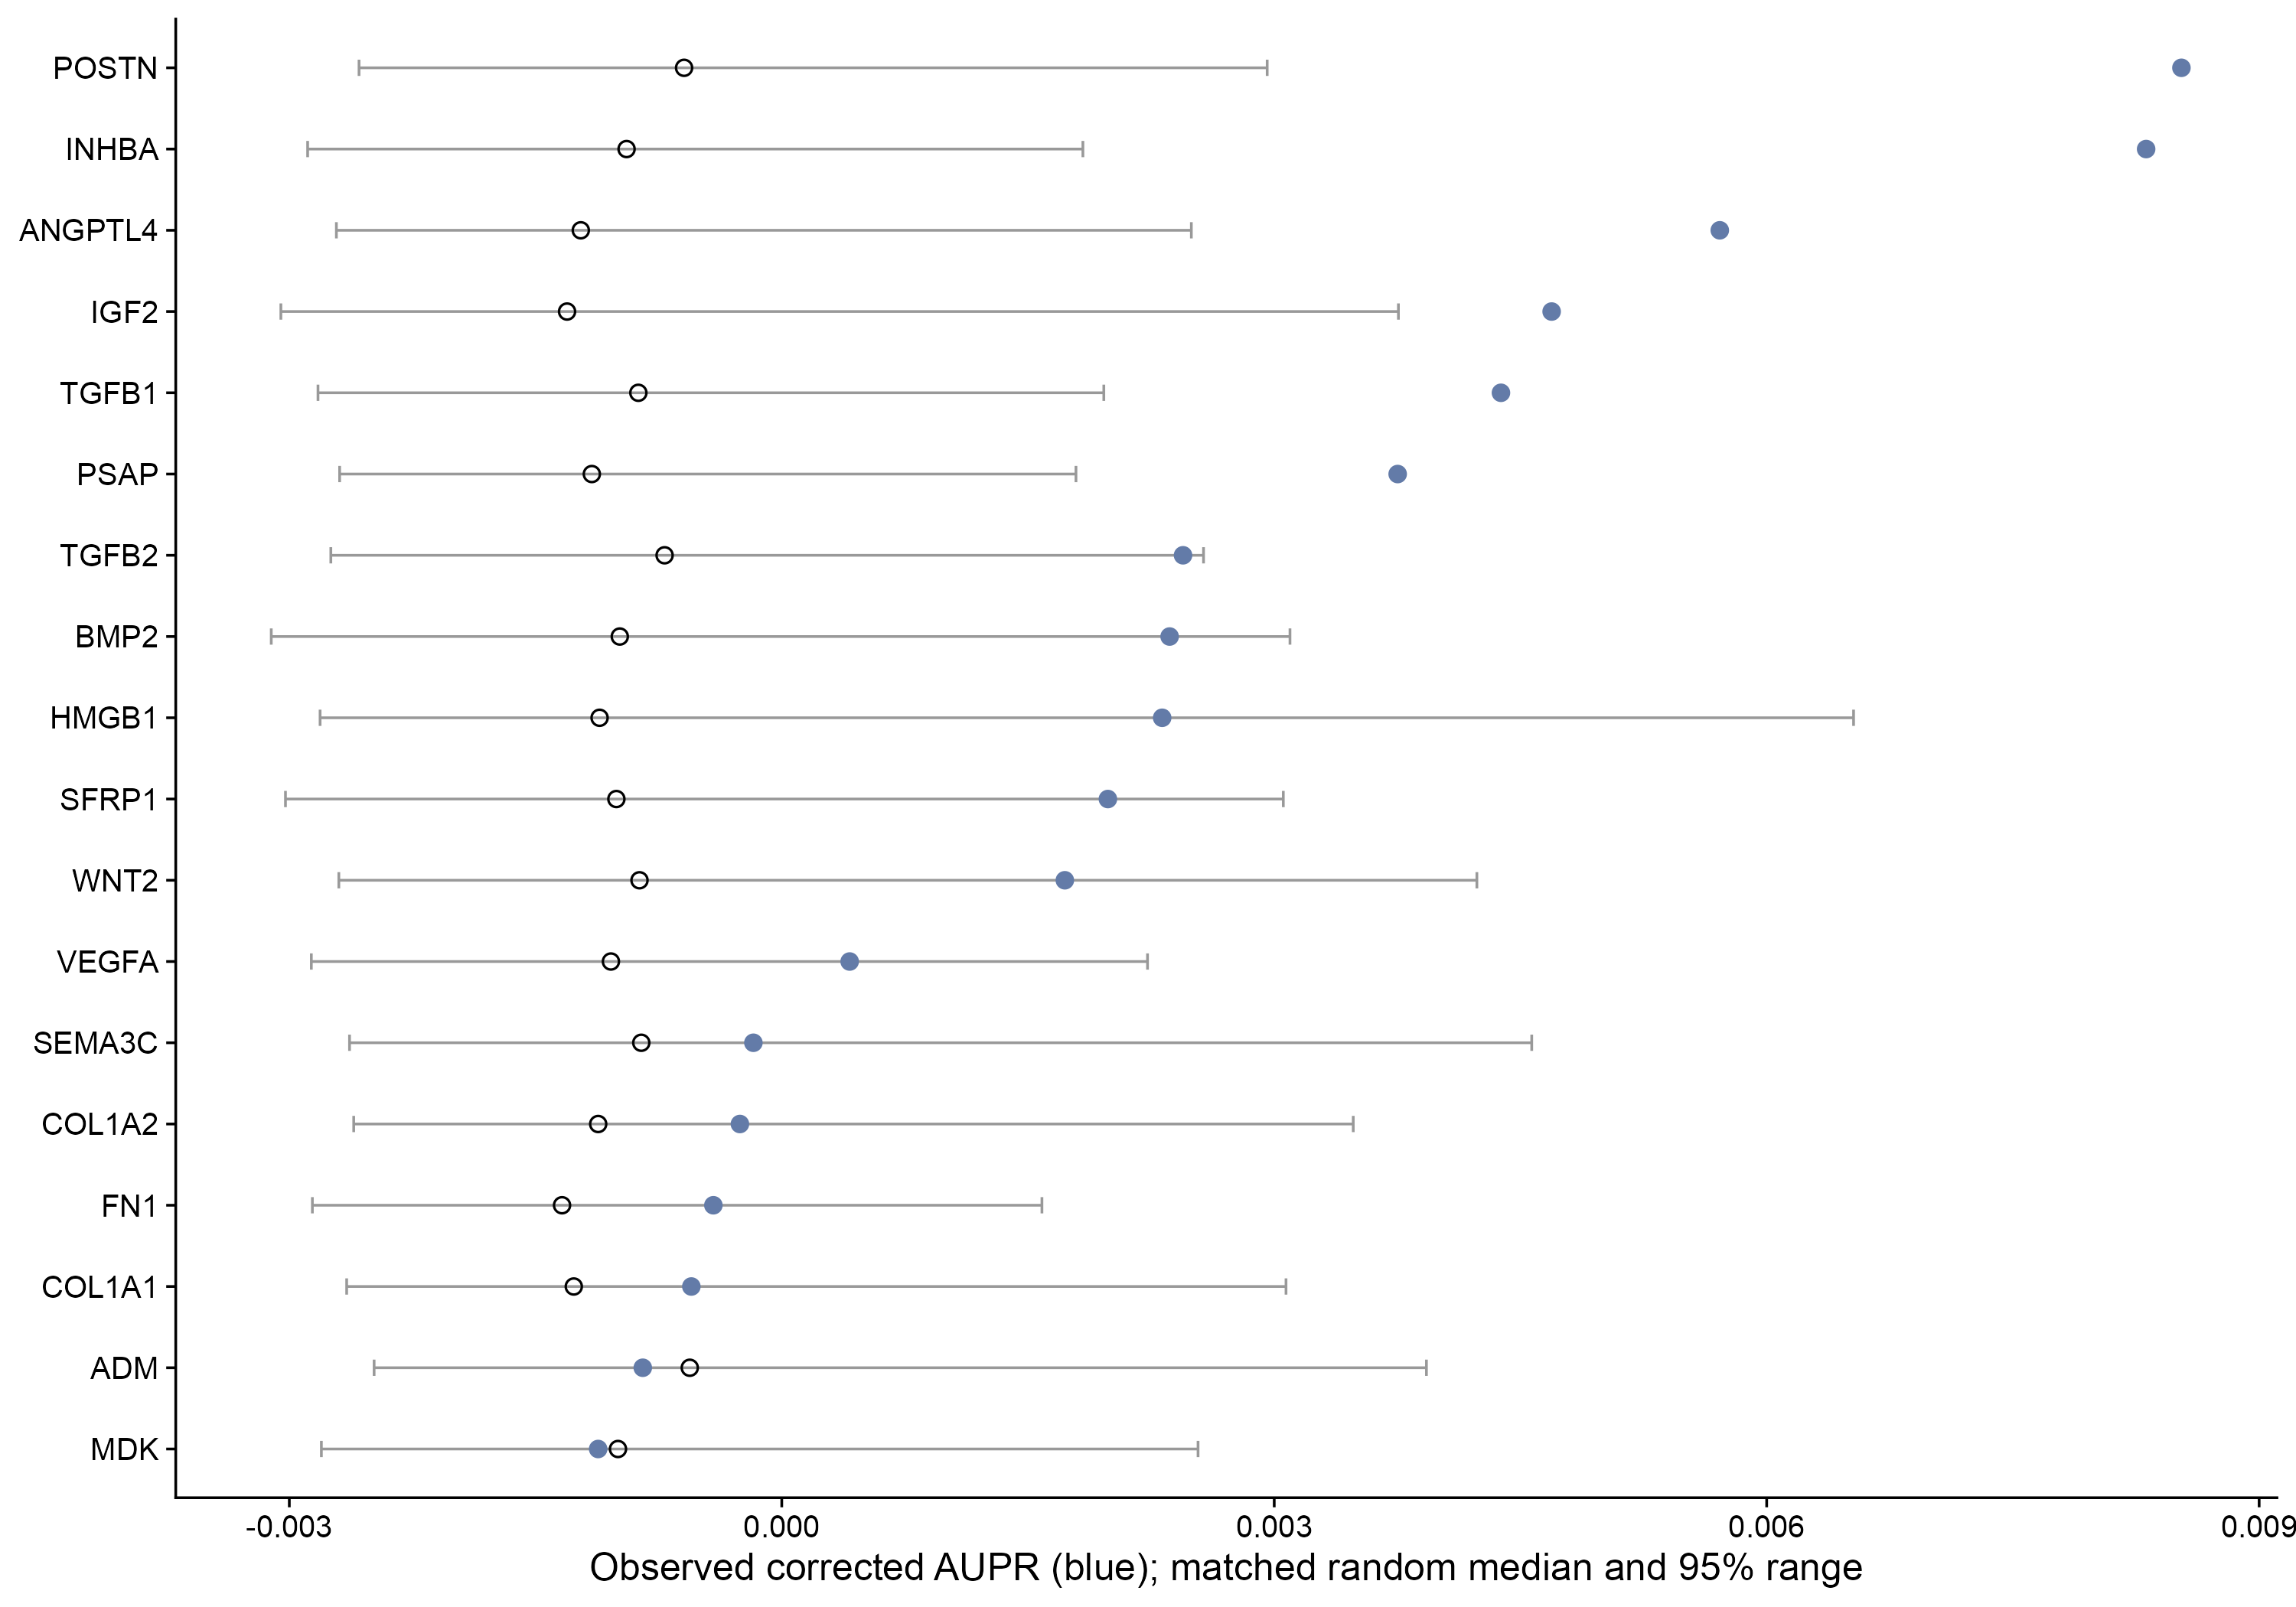 POSTN
INHBA
ANGPTL4
IGF2
TGFB1
PSAP
TGFB2
BMP2
HMGB1
SFRP1
WNT2
VEGFA
SEMA3C
COL1A2
FN1
COL1A1
ADM
MDK
-0.003 0.000 0.003 0.006 0.009
Observed corrected AUPR (blue); matched random median and 95% range